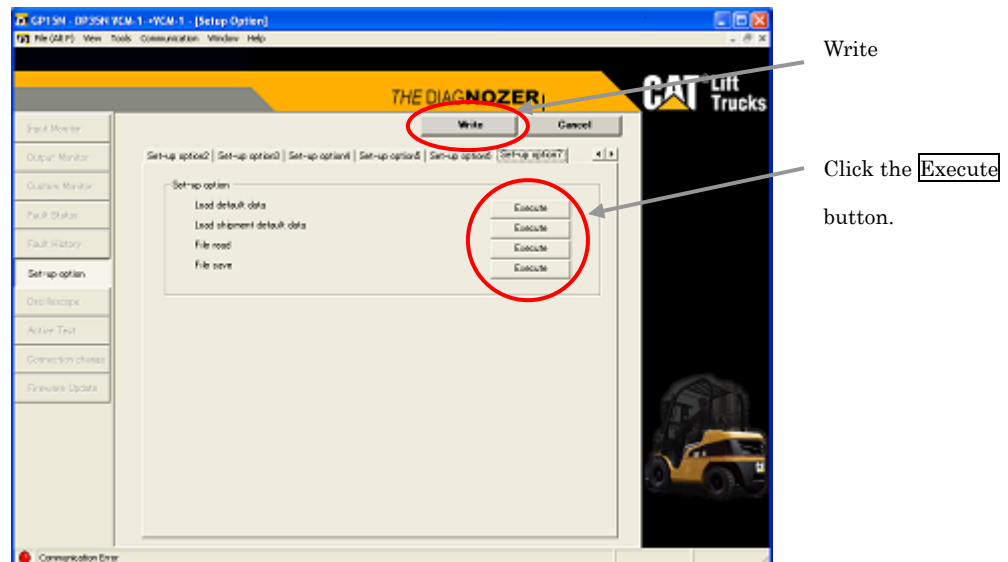 GP15N - DP35N VCM-1->VCM-1 - [Setup Option]
File(Alt F) View Tools Communication Window Help
THE DIAGNOZER
CAT Lift Trucks
Write Cancel
Write
Input Monitor
Output Monitor
Custom Monitor
Fault Status
Fault History
Set-up option
Oscilloscope
Active Test
Connection change
Firmware Update
Set-up option2 Set-up option3 Set-up option4 Set-up option5 Set-up option6 Set-up option7
Set-up option
Load default data Execute
Load shipment default data Execute
File read Execute
File save Execute
Click the Execute
button.
Communication Error